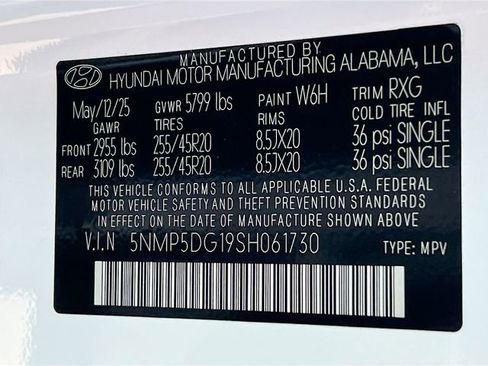 MANUFACTURED BY
HYUNDAI MOTOR MANUFACTURING ALABAMA, LLC
May/12/25 GVWR 5799 lbs PAINT W6H TRIM RXG
GAWR TIRES RIMS COLD TIRE INFL
FRONT 2955 lbs 255/45R20 8.5JX20 36 psi SINGLE
REAR 3109 lbs 255/45R20 8.5JX20 36 psi SINGLE
THIS VEHICLE CONFORMS TO ALL APPLICABLE U.S.A. FEDERAL
MOTOR VEHICLE SAFETY AND THEFT PREVENTION STANDARDS
IN EFFECT ON THE DATE OF MANUFACTURE SHOWN ABOVE.
V.I.N 5NMP5DG19SH061730 TYPE: MPV